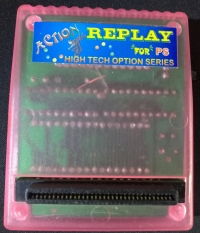 ACTION REPLAY
FOR PS
HIGH TECH OPTION SERIES